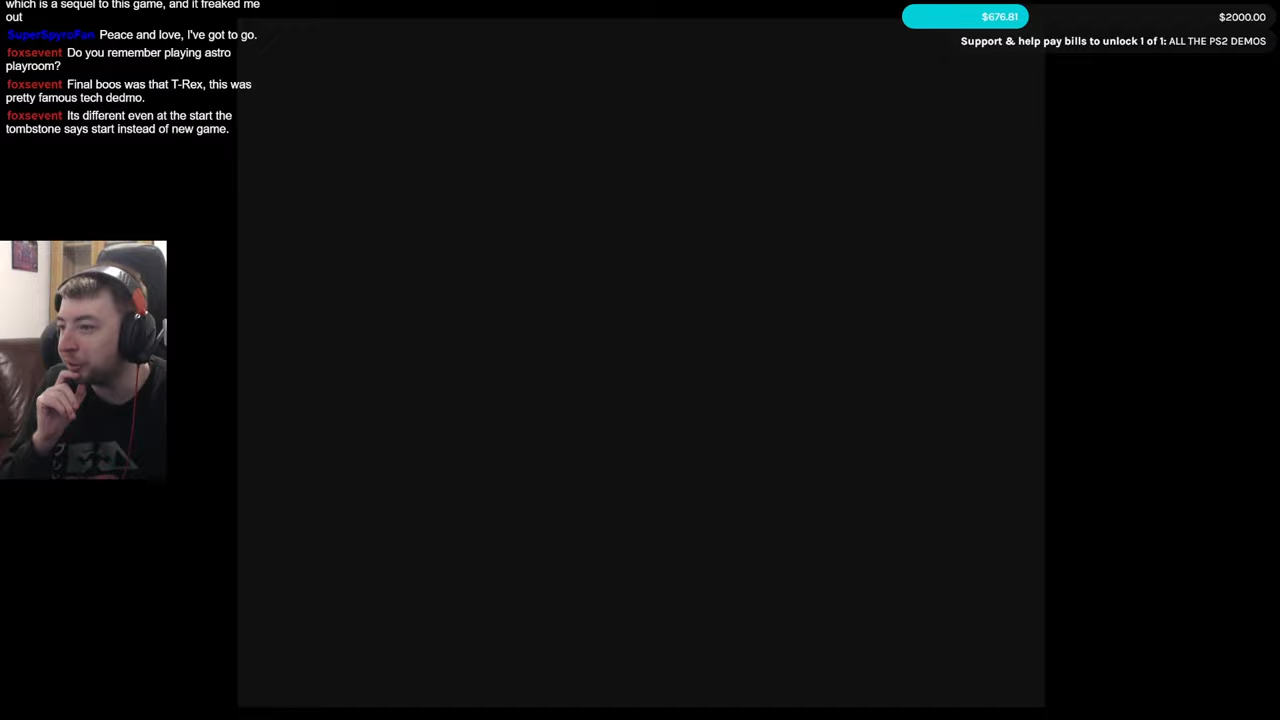 which is a sequel to this game, and it freaked me
out
SuperSpyroFan Peace and love, I've got to go.
foxsevent Do you remember playing astro
playroom?
foxsevent Final boos was that T-Rex, this was
pretty famous tech dedmo.
foxsevent Its different even at the start the
tombstone says start instead of new game.
$676.81
$2000.00
Support & help pay bills to unlock 1 of 1: ALL THE PS2 DEMOS